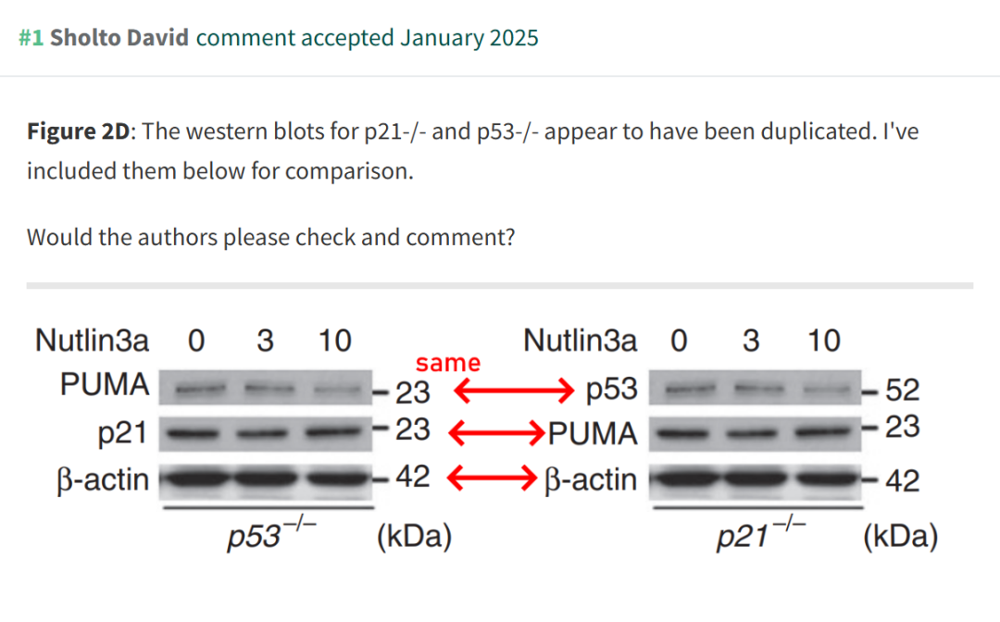 #1 Sholto David comment accepted January 2025
Figure 2D: The western blots for p21-/- and p53-/- appear to have been duplicated. I've
included them below for comparison.
Would the authors please check and comment?
Nutlin3a 0 3 10 Nutlin3a 0 3 10
same
PUMA 23 p53 52
p21 23 PUMA 23
β-actin 42 β-actin 42
p53−/− (kDa) p21−/− (kDa)